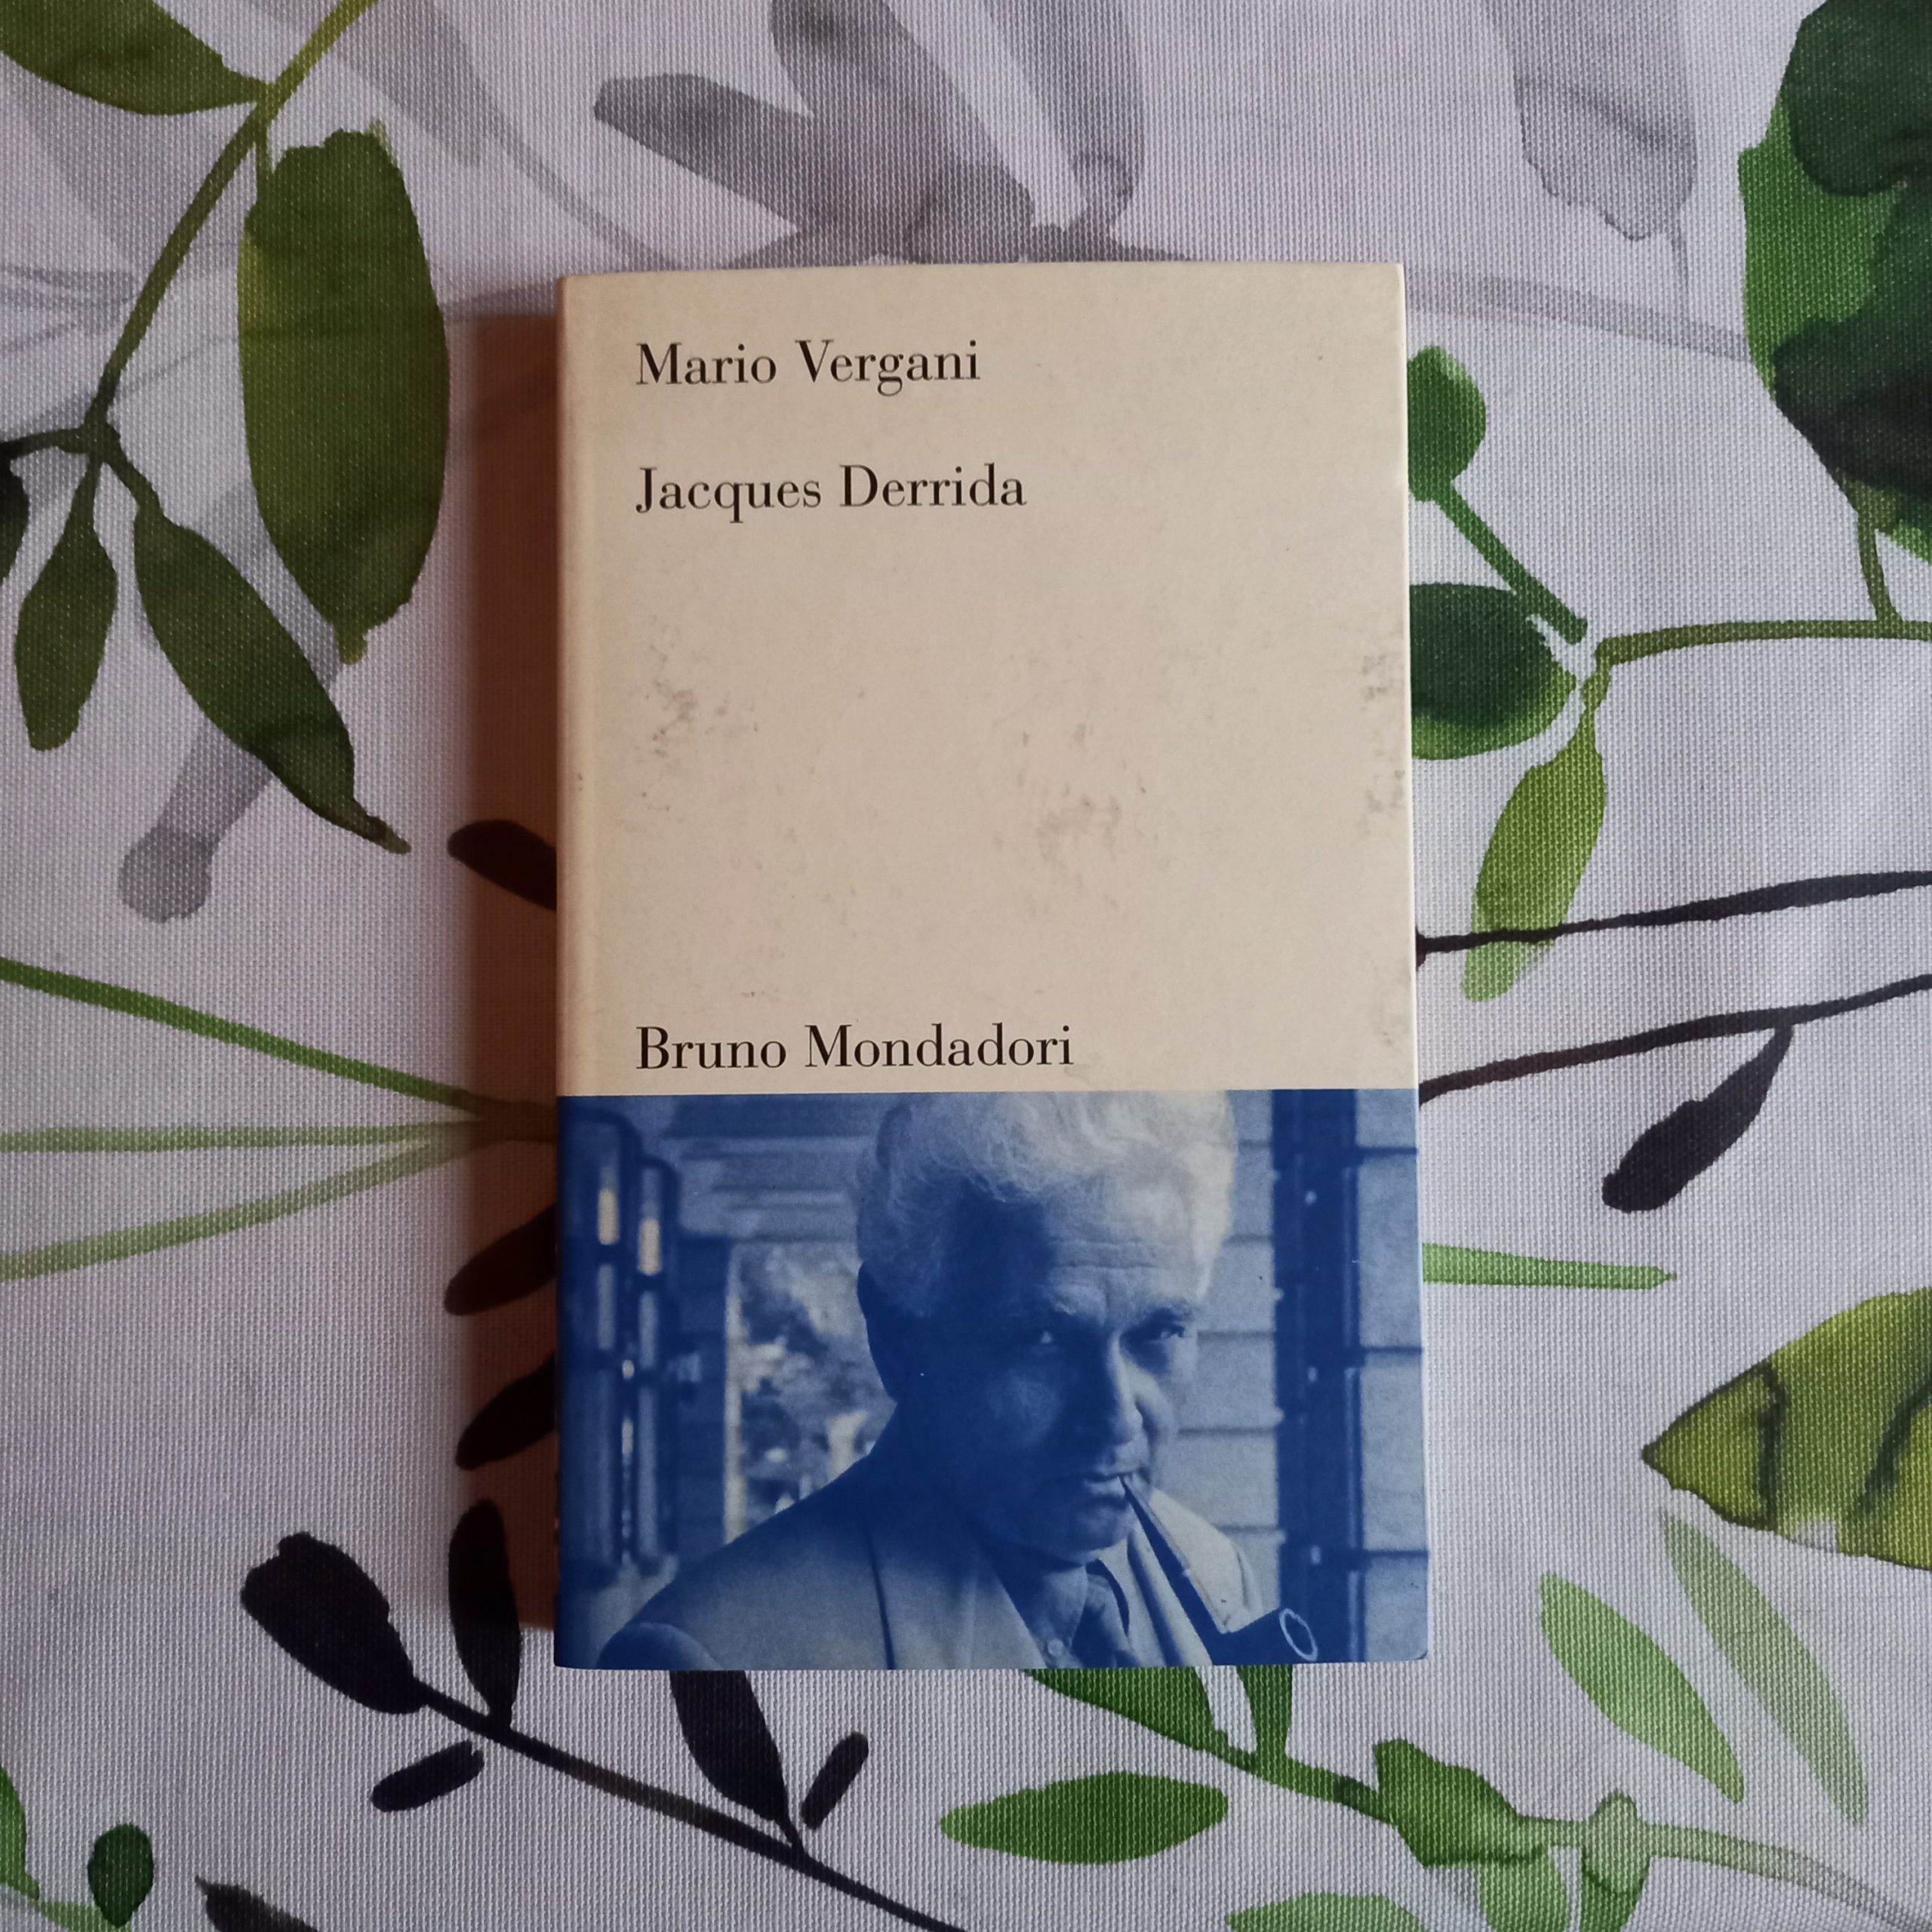 Mario Vergani
Jacques Derrida
Bruno Mondadori